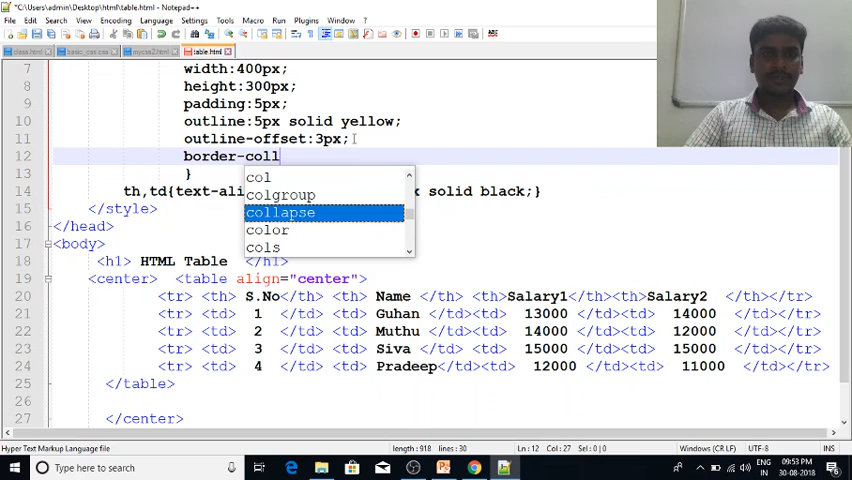 *C:\Users\admin\Desktop\html\table.html - Notepad++
File Edit Search View Encoding Language Settings Tools Macro Run Plugins Window ?
class.html basic_css.css mycss2.html table.html
7 width:400px;
8 height:300px;
9 padding:5px;
10 outline:5px solid yellow;
11 outline-offset:3px;
12 border-coll
13 }
col
14 th,td{text-ali x solid black;}
colgroup
collapse
15 </style>
16 </head>
color
17 <body>
cols
18 <h1> HTML Table </h1>
19 <center> <table align="center">
20 <tr> <th> S.No</th> <th> Name </th> <th>Salary1</th><th>Salary2 </th></tr>
21 <tr> <td> 1 </td> <td> Guhan </td> <td> 13000 </td> <td> 14000 </td></tr>
22 <tr> <td> 2 </td> <td> Muthu </td> <td> 14000 </td> <td> 12000 </td></tr>
23 <tr> <td> 3 </td> <td> Siva </td> <td> 15000 </td> <td> 15000 </td></tr>
24 <tr> <td> 4 </td> <td> Pradeep</td><td> 12000 </td> <td> 11000 </td></tr>
25 </table>
26
27 </center>
Hyper Text Markup Language file length : 918 lines : 30 Ln : 12 Col : 27 Sel : 0 | 0 Windows (CR LF) UTF-8 INS
Type here to search
ENG 09:53 PM
IN 30-08-2018
6